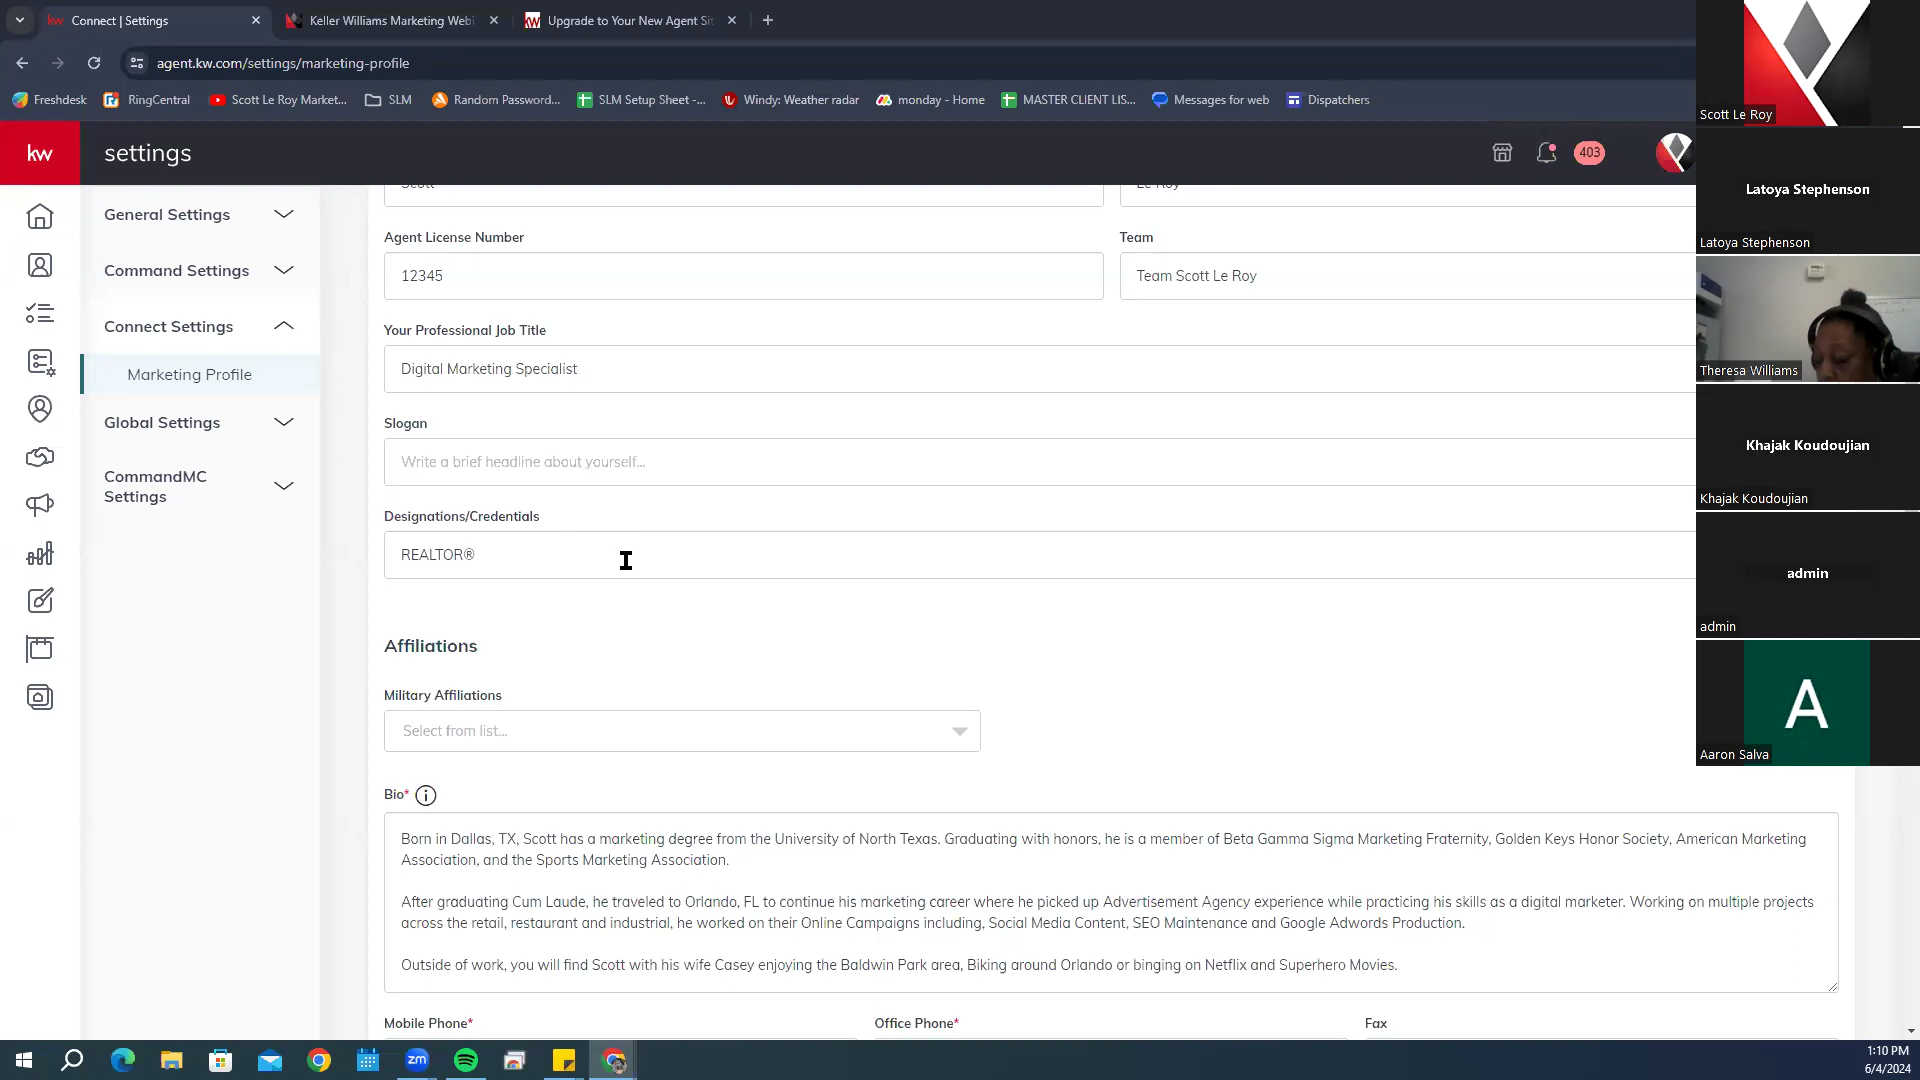 kw Connect | Settings
Keller Williams Marketing Web
kw Upgrade to Your New Agent Sit
agent.kw.com/settings/marketing-profile
Freshdesk
RingCentral
Scott Le Roy Market...
SLM
Random Password...
SLM Setup Sheet -...
Windy: Weather radar
monday - Home
MASTER CLIENT LIS...
Messages for web
Dispatchers
kw
settings
403
General Settings
Command Settings
Connect Settings
Marketing Profile
Global Settings
CommandMC
Settings
Scott
Le Roy
Agent License Number
Team
12345
Team Scott Le Roy
Your Professional Job Title
Digital Marketing Specialist
Slogan
Write a brief headline about yourself...
Designations/Credentials
REALTOR®
Affiliations
Military Affiliations
Select from list...
Bio*
Born in Dallas, TX, Scott has a marketing degree from the University of North Texas. Graduating with honors, he is a member of Beta Gamma Sigma Marketing Fraternity, Golden Keys Honor Society, American Marketing
Association, and the Sports Marketing Association.
After graduating Cum Laude, he traveled to Orlando, FL to continue his marketing career where he picked up Advertisement Agency experience while practicing his skills as a digital marketer. Working on multiple projects
across the retail, restaurant and industrial, he worked on their Online Campaigns including, Social Media Content, SEO Maintenance and Google Adwords Production.
Outside of work, you will find Scott with his wife Casey enjoying the Baldwin Park area, Biking around Orlando or binging on Netflix and Superhero Movies.
Mobile Phone*
Office Phone*
Fax
Scott Le Roy
Latoya Stephenson
Latoya Stephenson
Theresa Williams
Khajak Koudoujian
Khajak Koudoujian
admin
admin
A
Aaron Salva
zm
1:10 PM
6/4/2024